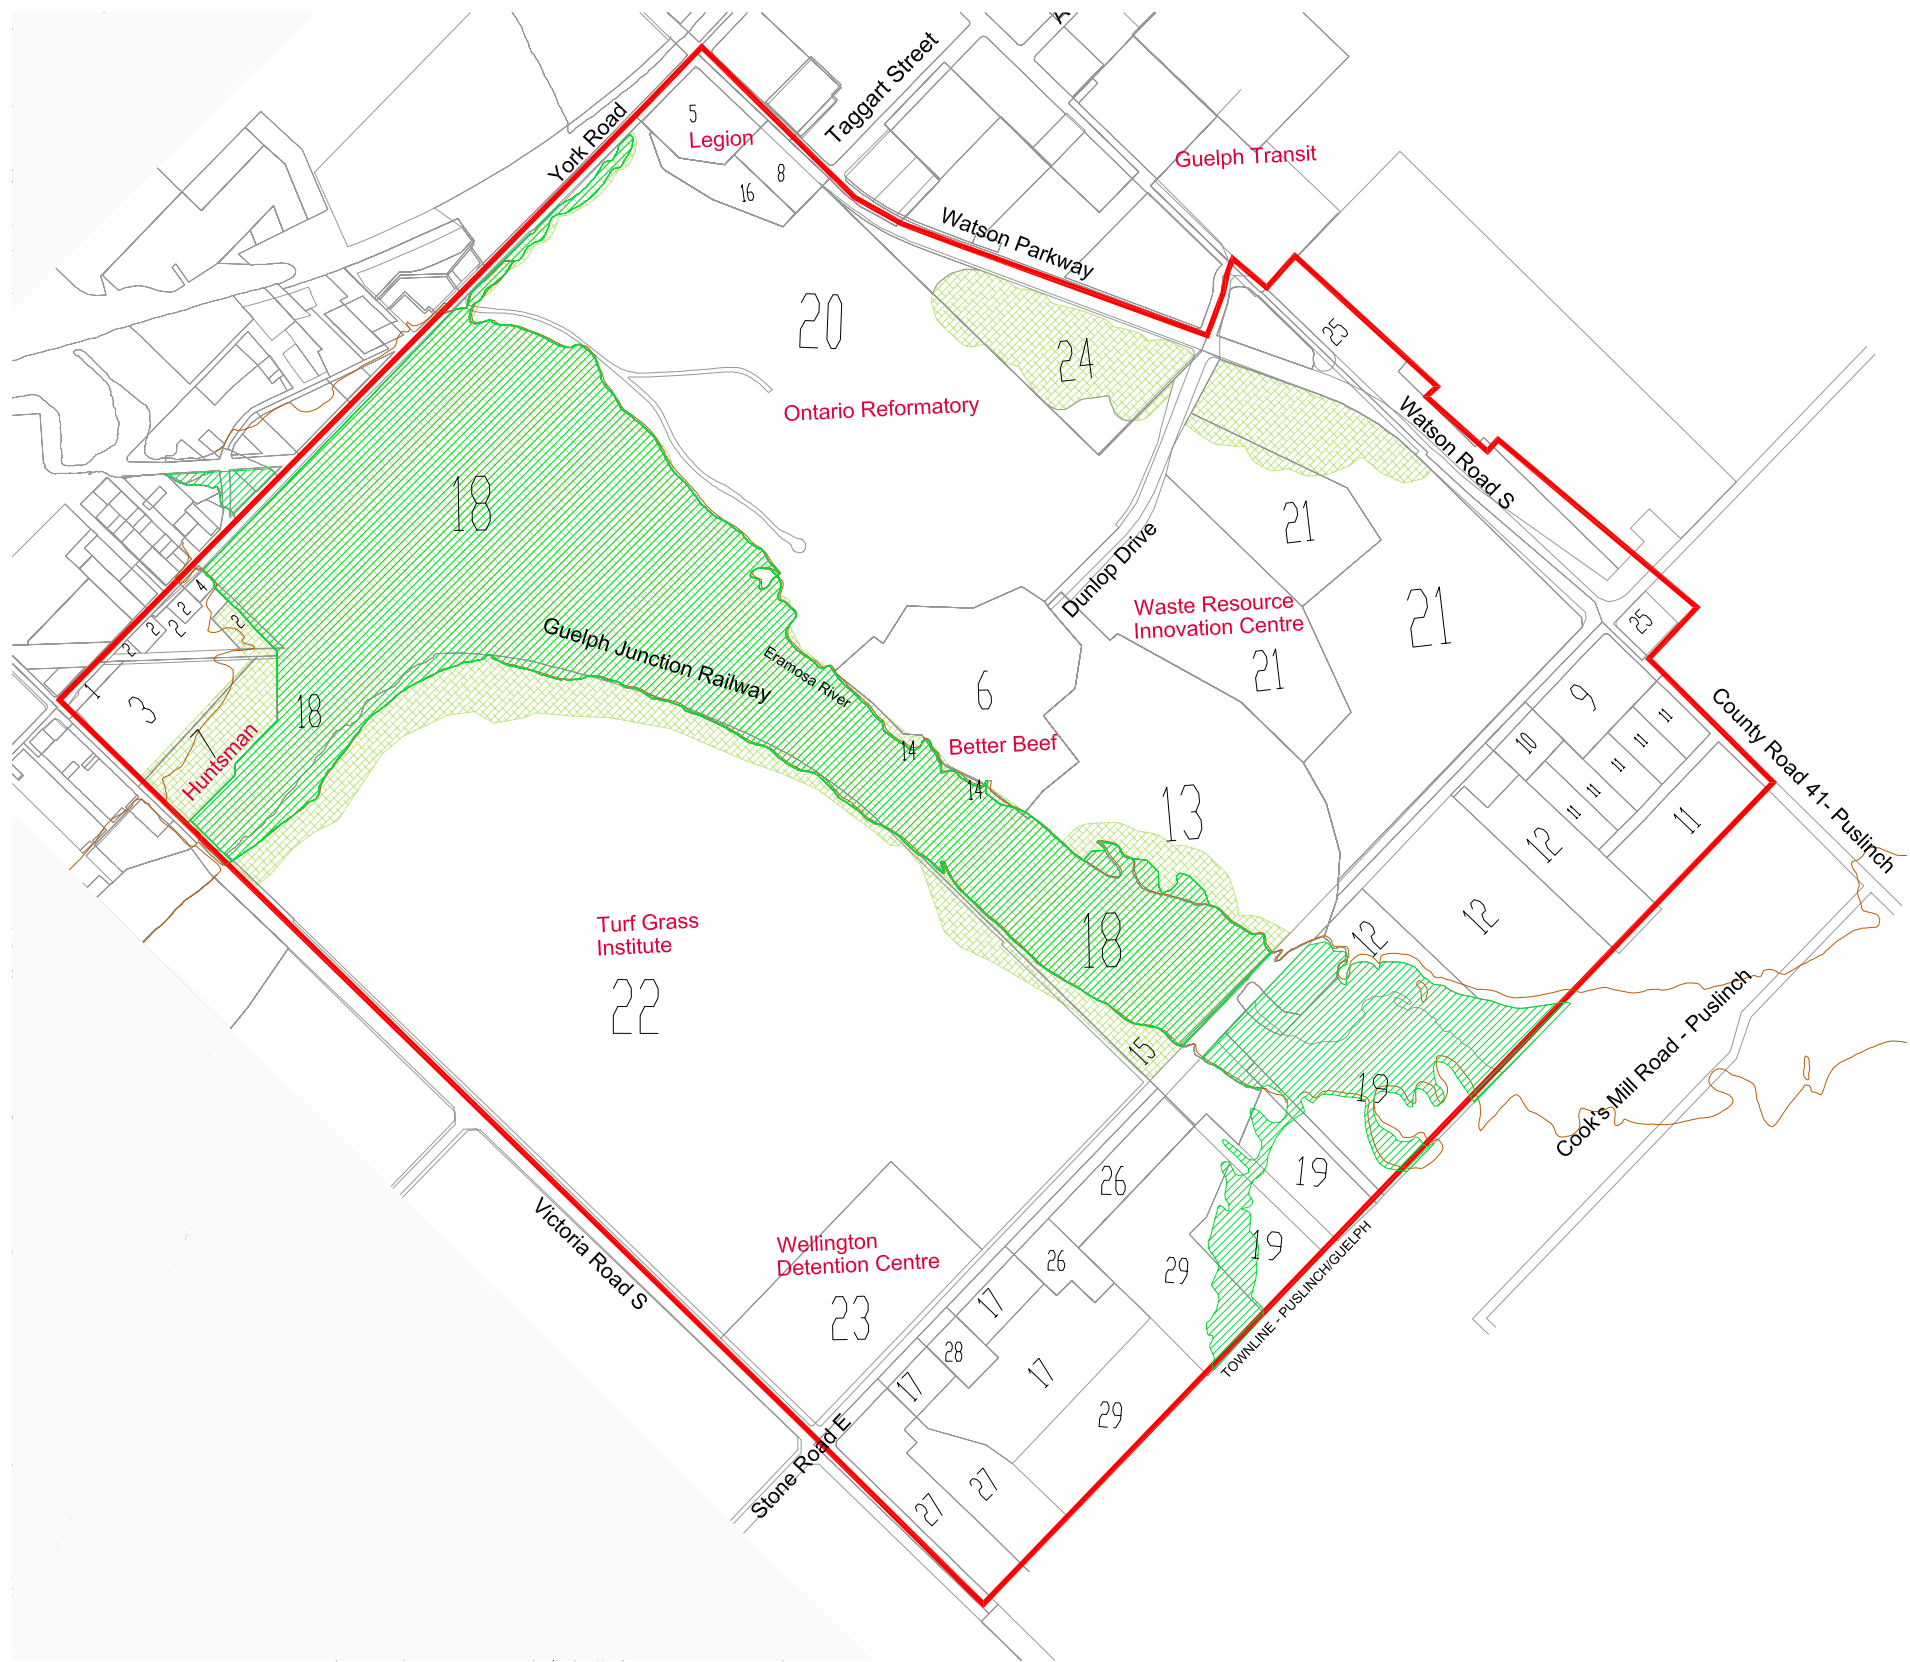 Taggart Street
York Road
5
Legion
8
16
Guelph Transit
Watson Parkway
20
24
25
Ontario Reformatory
Watson Road S
18
21
Dunlop Drive
4
2
2
2
2
2
Waste Resource
Innovation Centre
21
21
25
Guelph Junction Railway
Eramosa River
6
1
3
18
7
Huntsman
Better Beef
14
14
9
11
11
10
11
11
11
11
County Road 41- Puslinch
13
12
12
12
18
Turf Grass
Institute
22
15
19
Cook's Mill Road - Puslinch
26
19
19
Victoria Road S
Wellington
Detention Centre
23
26
29
17
28
17
17
29
TOWNLINE - PUSLINCH/GUELPH
Stone Road E
27
27